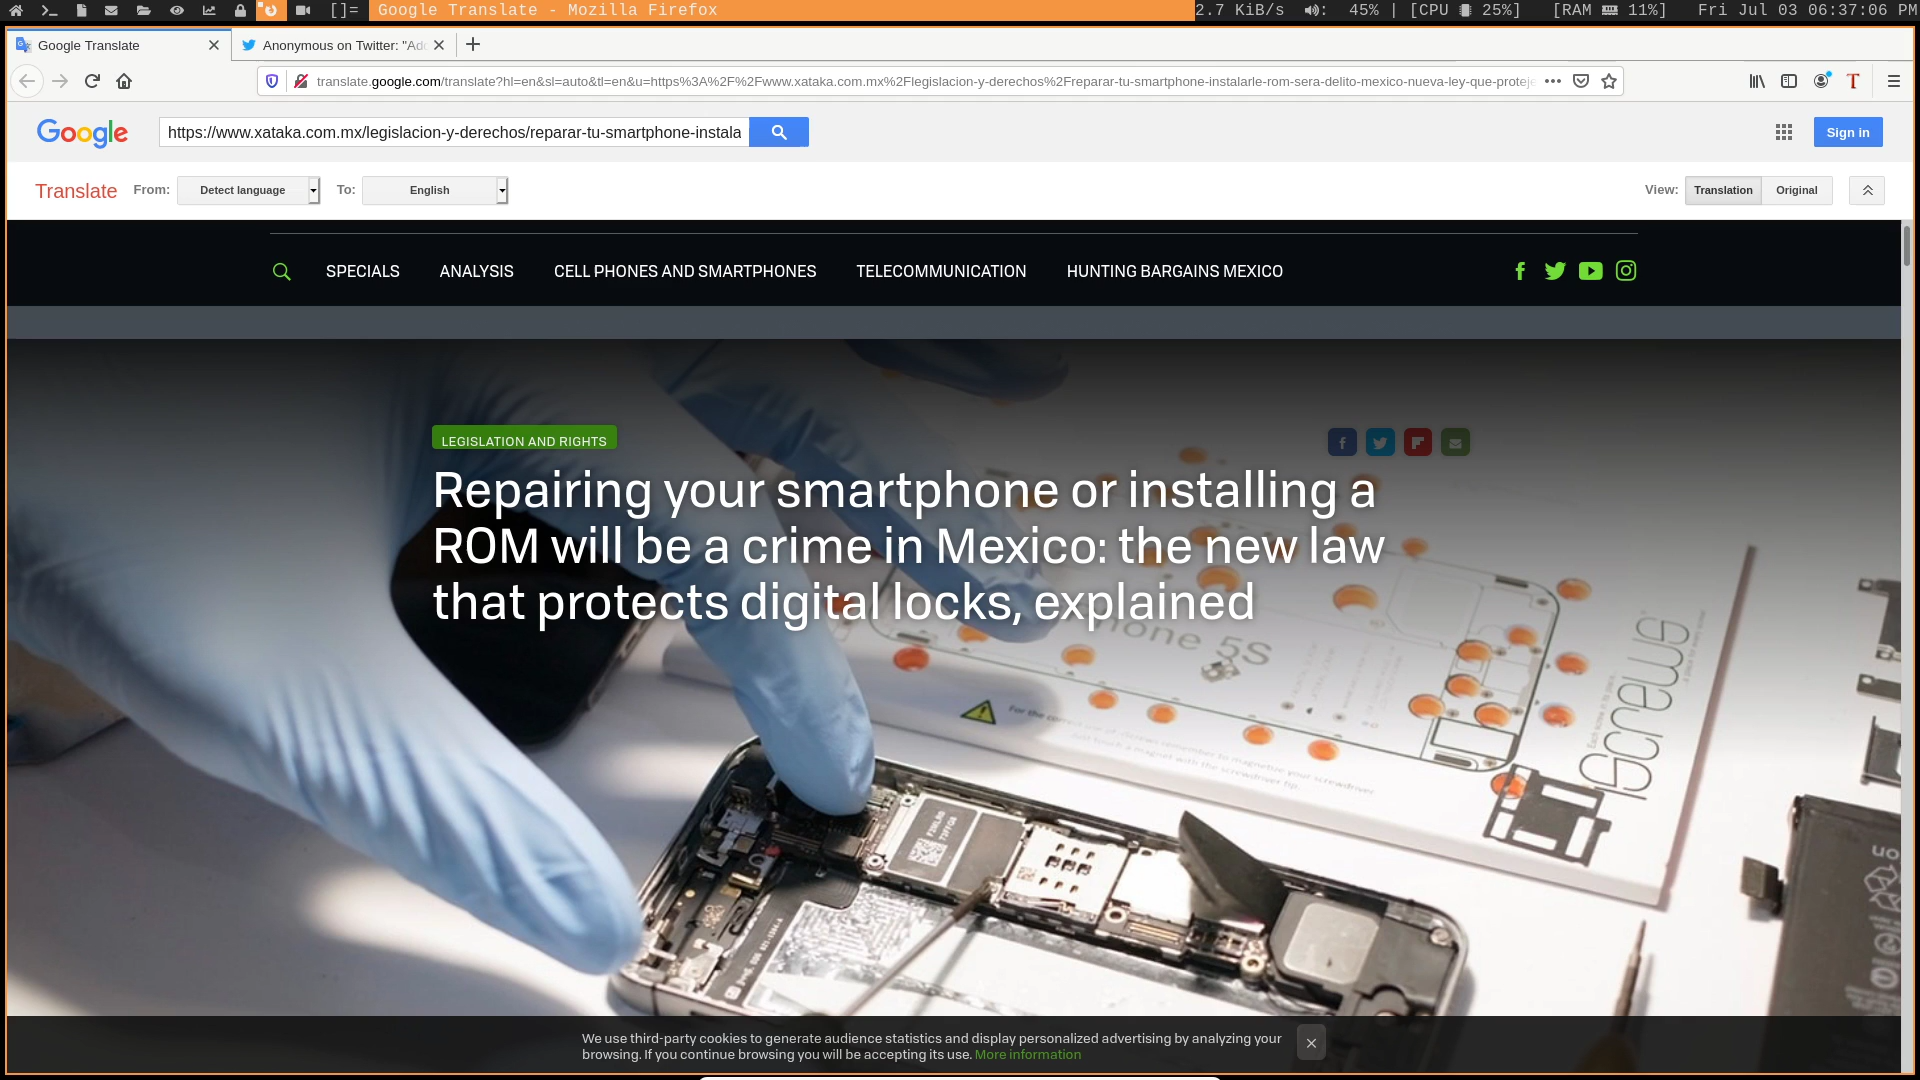 []= Google Translate - Mozilla Firefox 2.7 KiB/s : 45% | [CPU 25%] [RAM 11%] Fri Jul 03 06:37:06 PM
Google Translate Anonymous on Twitter: "Add
translate.google.com/translate?hl=en&sl=auto&tl=en&u=https%3A%2F%2Fwww.xataka.com.mx%2Flegislacion-y-derechos%2Freparar-tu-smartphone-instalarle-rom-sera-delito-mexico-nueva-ley-que-proteje
Google https://www.xataka.com.mx/legislacion-y-derechos/reparar-tu-smartphone-instala Sign in
Translate From: Detect language To: English View: Translation Original
SPECIALS ANALYSIS CELL PHONES AND SMARTPHONES TELECOMMUNICATION HUNTING BARGAINS MEXICO
LEGISLATION AND RIGHTS
Repairing your smartphone or installing a
ROM will be a crime in Mexico: the new law
that protects digital locks, explained
hone 5S
iScrews
We use third-party cookies to generate audience statistics and display personalized advertising by analyzing your
browsing. If you continue browsing you will be accepting its use. More information